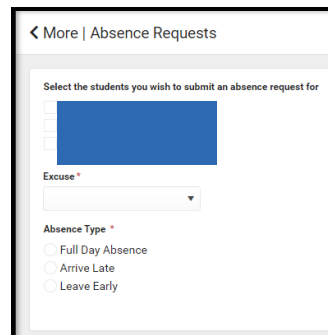 More | Absence Requests
Select the students you wish to submit an absence request for
Excuse *
Absence Type *
Full Day Absence
Arrive Late
Leave Early